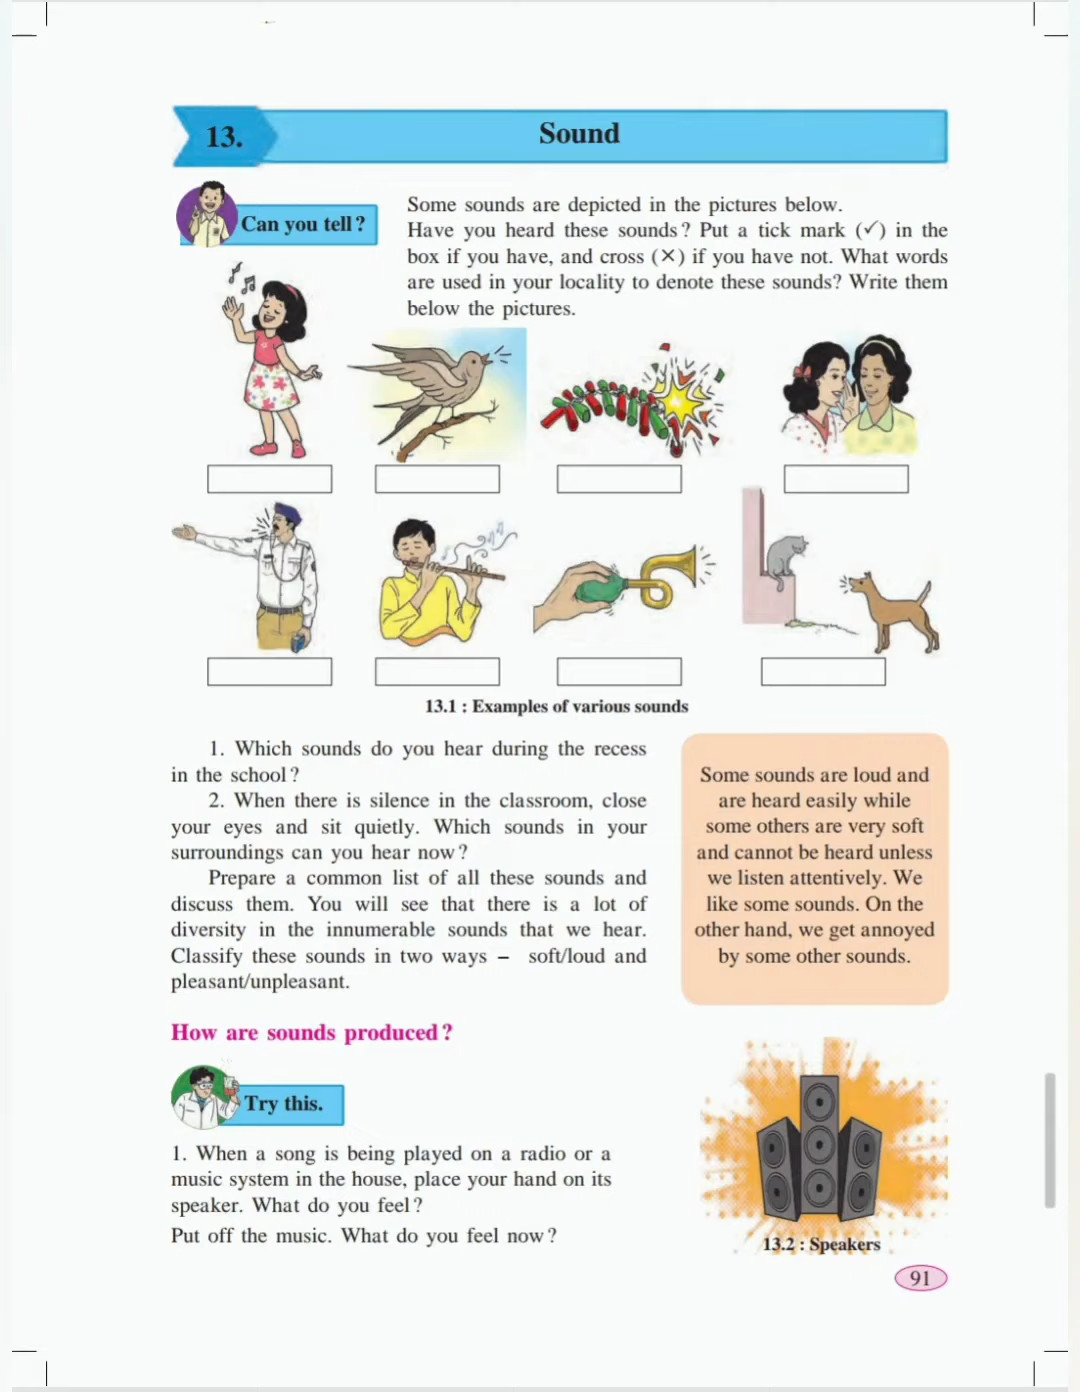 13.
Sound
Can you tell?
Some sounds are depicted in the pictures below.
Have you heard these sounds? Put a tick mark (✓) in the
box if you have, and cross (✕) if you have not. What words
are used in your locality to denote these sounds? Write them
below the pictures.
13.1 : Examples of various sounds
1. Which sounds do you hear during the recess
in the school?
2. When there is silence in the classroom, close
your eyes and sit quietly. Which sounds in your
surroundings can you hear now?
Prepare a common list of all these sounds and
discuss them. You will see that there is a lot of
diversity in the innumerable sounds that we hear.
Classify these sounds in two ways – soft/loud and
pleasant/unpleasant.
Some sounds are loud and
are heard easily while
some others are very soft
and cannot be heard unless
we listen attentively. We
like some sounds. On the
other hand, we get annoyed
by some other sounds.
How are sounds produced?
Try this.
1. When a song is being played on a radio or a
music system in the house, place your hand on its
speaker. What do you feel?
Put off the music. What do you feel now?
13.2 : Speakers
91